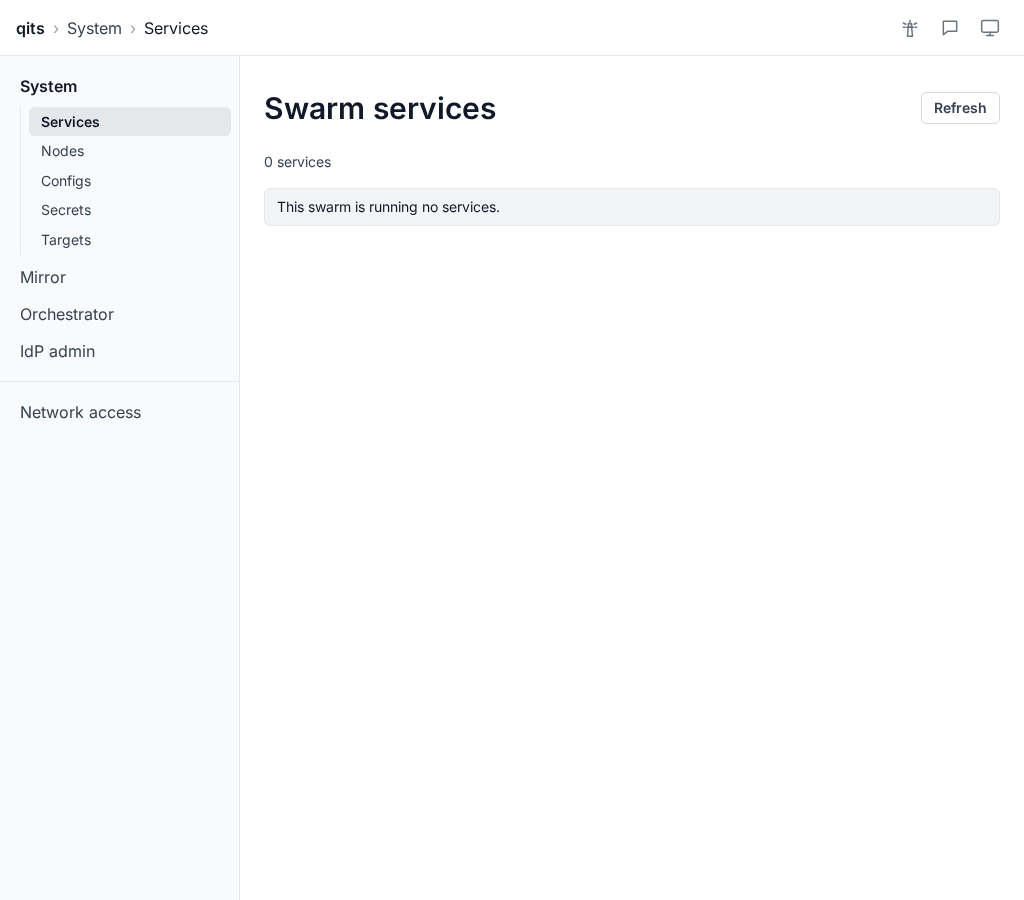 qits › System › Services
System
Services
Nodes
Configs
Secrets
Targets
Mirror
Orchestrator
IdP admin
Network access
Swarm services
Refresh
0 services
This swarm is running no services.